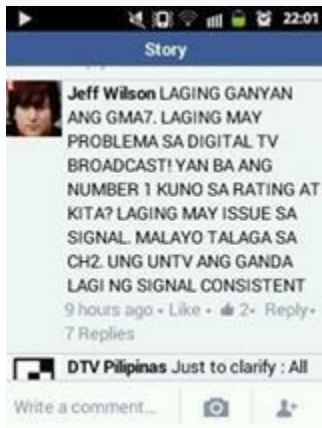 22:01
Story
Jeff Wilson LAGING GANYAN
ANG GMA7. LAGING MAY
PROBLEMA SA DIGITAL TV
BROADCAST! YAN BA ANG
NUMBER 1 KUNO SA RATING AT
KITA? LAGING MAY ISSUE SA
SIGNAL. MALAYO TALAGA SA
CH2. UNG UNTV ANG GANDA
LAGI NG SIGNAL CONSISTENT
9 hours ago • Like • 2 • Reply •
7 Replies
DTV Pilipinas Just to clarify : All
Write a comment...